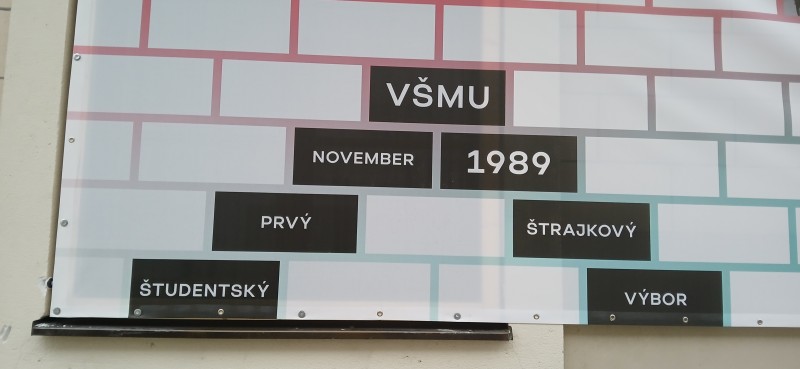 VŠMU
NOVEMBER 1989
PRVÝ ŠTRAJKOVÝ
ŠTUDENTSKÝ VÝBOR